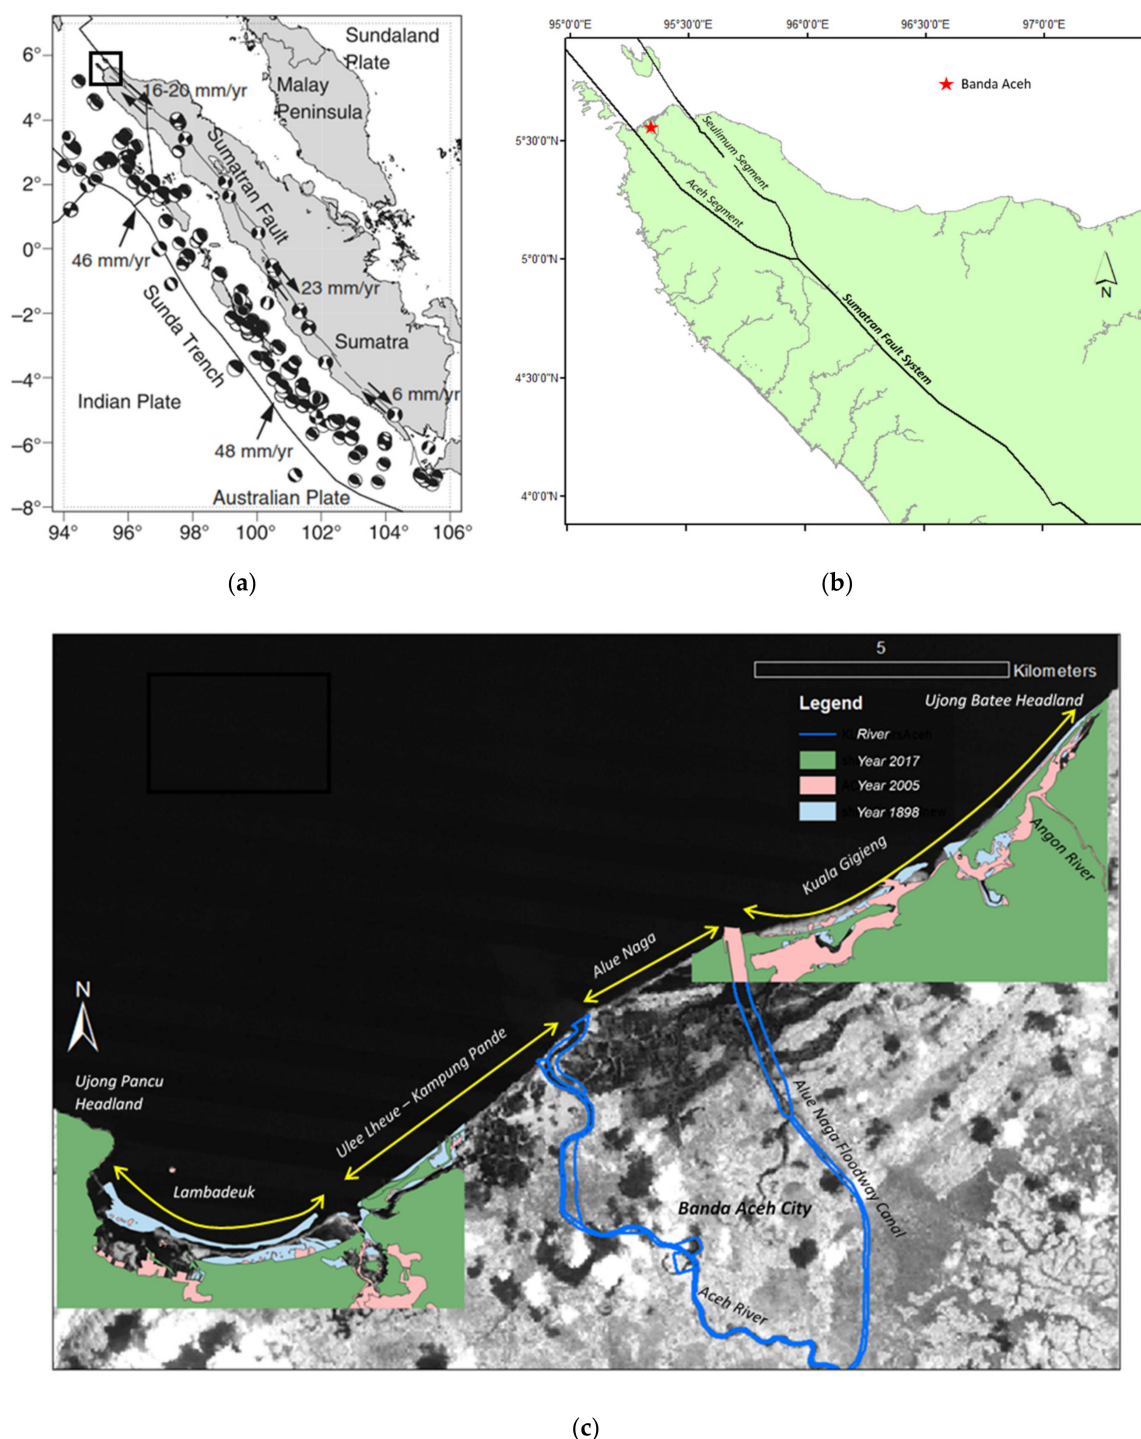 Sundaland
Plate
Malay
Peninsula
16-20 mm/yr
Sumatran Fault
46 mm/yr
23 mm/yr
Sunda Trench
Sumatra
Indian Plate
6 mm/yr
48 mm/yr
Australian Plate
6°
4°
2°
0°
−2°
−4°
−6°
−8°
94° 96° 98° 100° 102° 104° 106°
(a)
95°0'0"E 95°30'0"E 96°0'0"E 96°30'0"E 97°0'0"E
Banda Aceh
5°30'0"N
5°0'0"N
4°30'0"N
4°0'0"N
Seulimum Segment
Aceh Segment
Sumatran Fault System
N
(b)
5
Kilometers
Legend
River
Year 2017
Year 2005
Year 1898
Ujong Batee Headland
Kuala Gigieng
Angon River
Alue Naga
N
Ujong Pancu
Headland
Ulee Lheue – Kampung Pande
Lambadeuk
Alue Naga Floodway Canal
Banda Aceh City
Aceh River
(c)